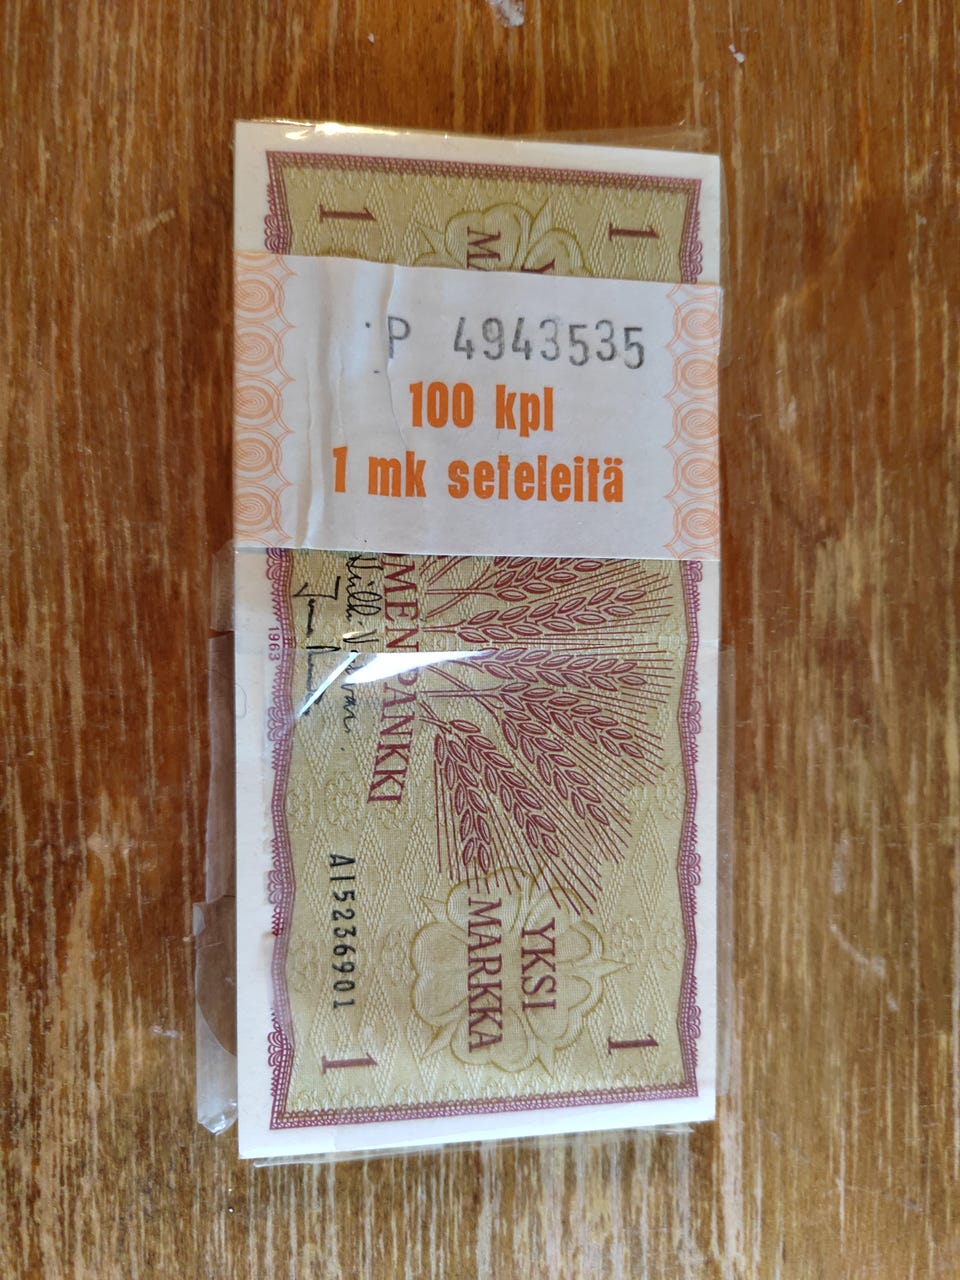 1
1
P 4943535
100 kpl
1 mk seteleitä
MENPANKKI
1963
A15236901
YKSI
MARKKA
1
1